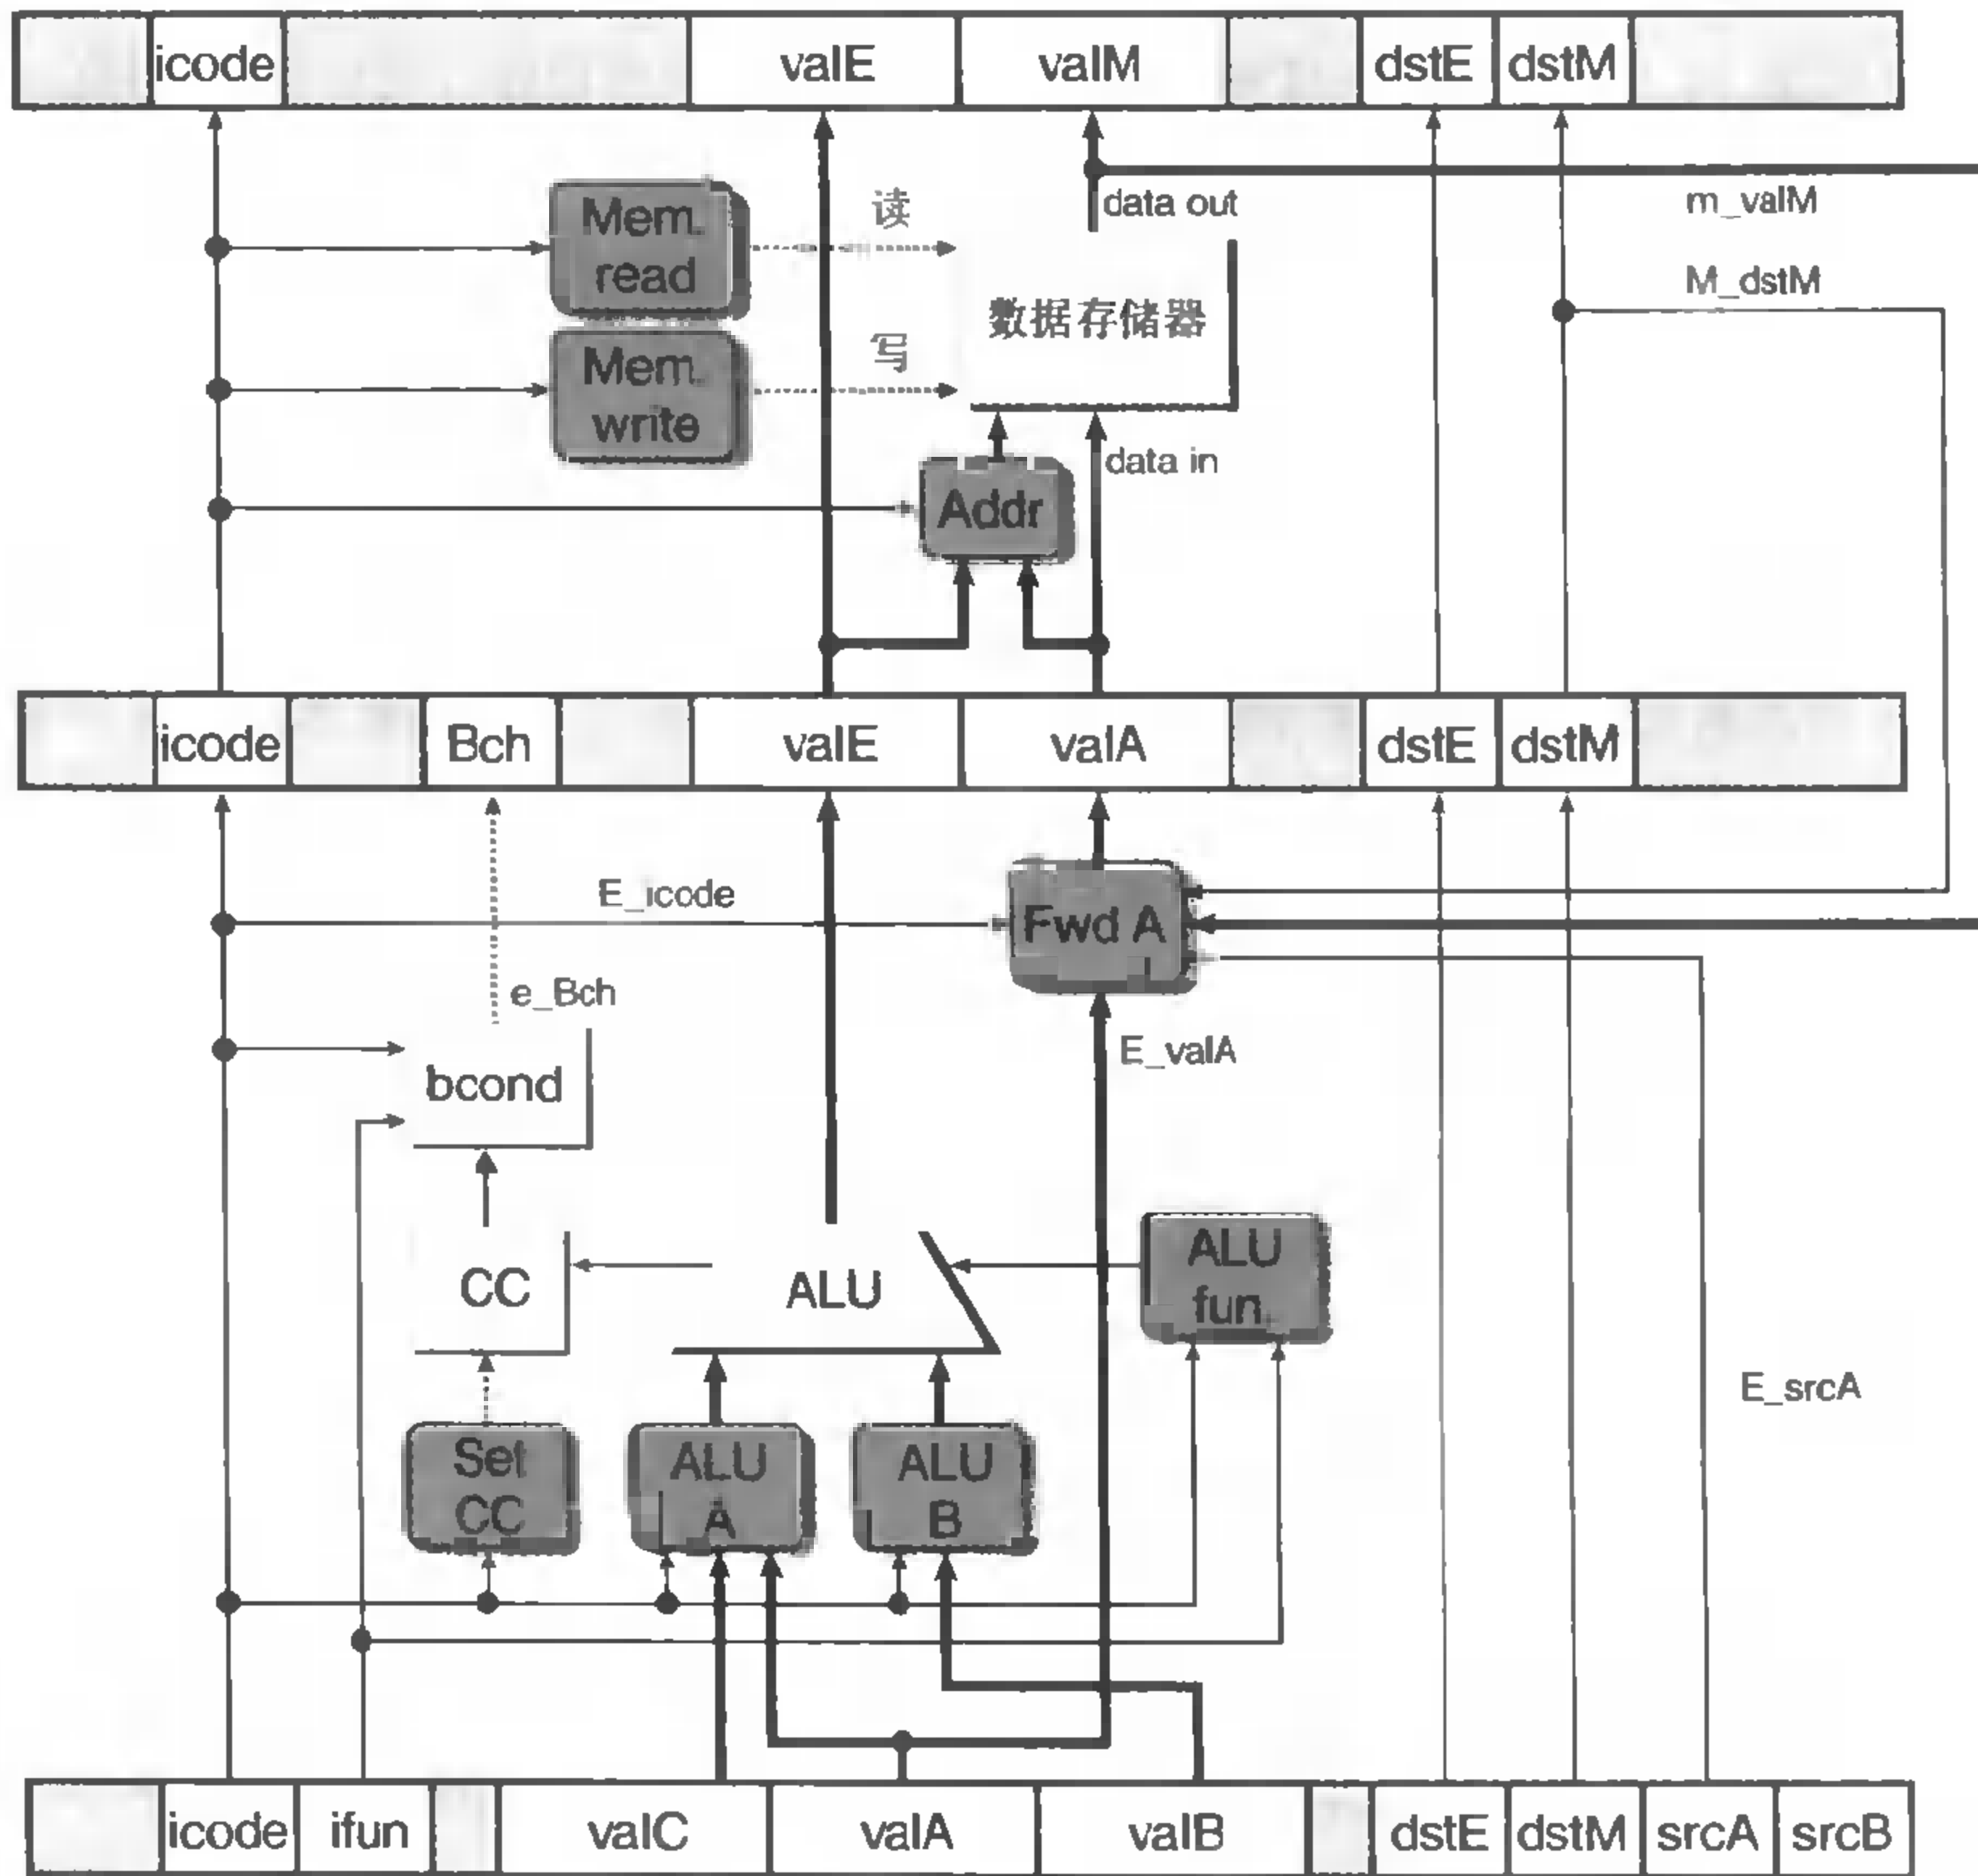 icode valE valM dstE dstM
Mem. read
读
data out
m_valM
M_dstM
数据存储器
Mem. write
写
data in
Addr
icode Bch valE valA dstE dstM
E_icode
Fwd A
e_Bch
E_valA
bcond
CC
ALU
ALU fun.
E_srcA
Set CC
ALU A
ALU B
icode ifun valC valA valB dstE dstM srcA srcB